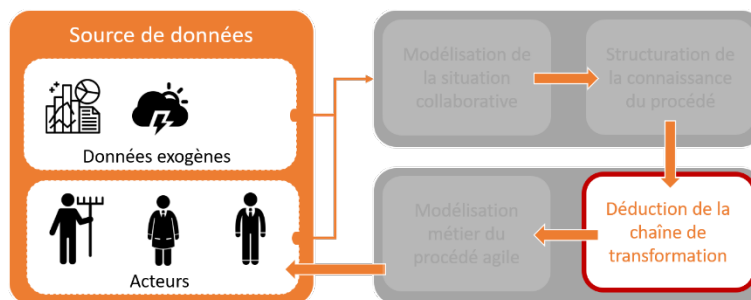 Source de données
Données exogènes
Acteurs
Modélisation de
la situation
collaborative
Structuration de
la connaissance
du procédé
Modélisation
métier du
procédé agile
Déduction de la
chaîne de
transformation